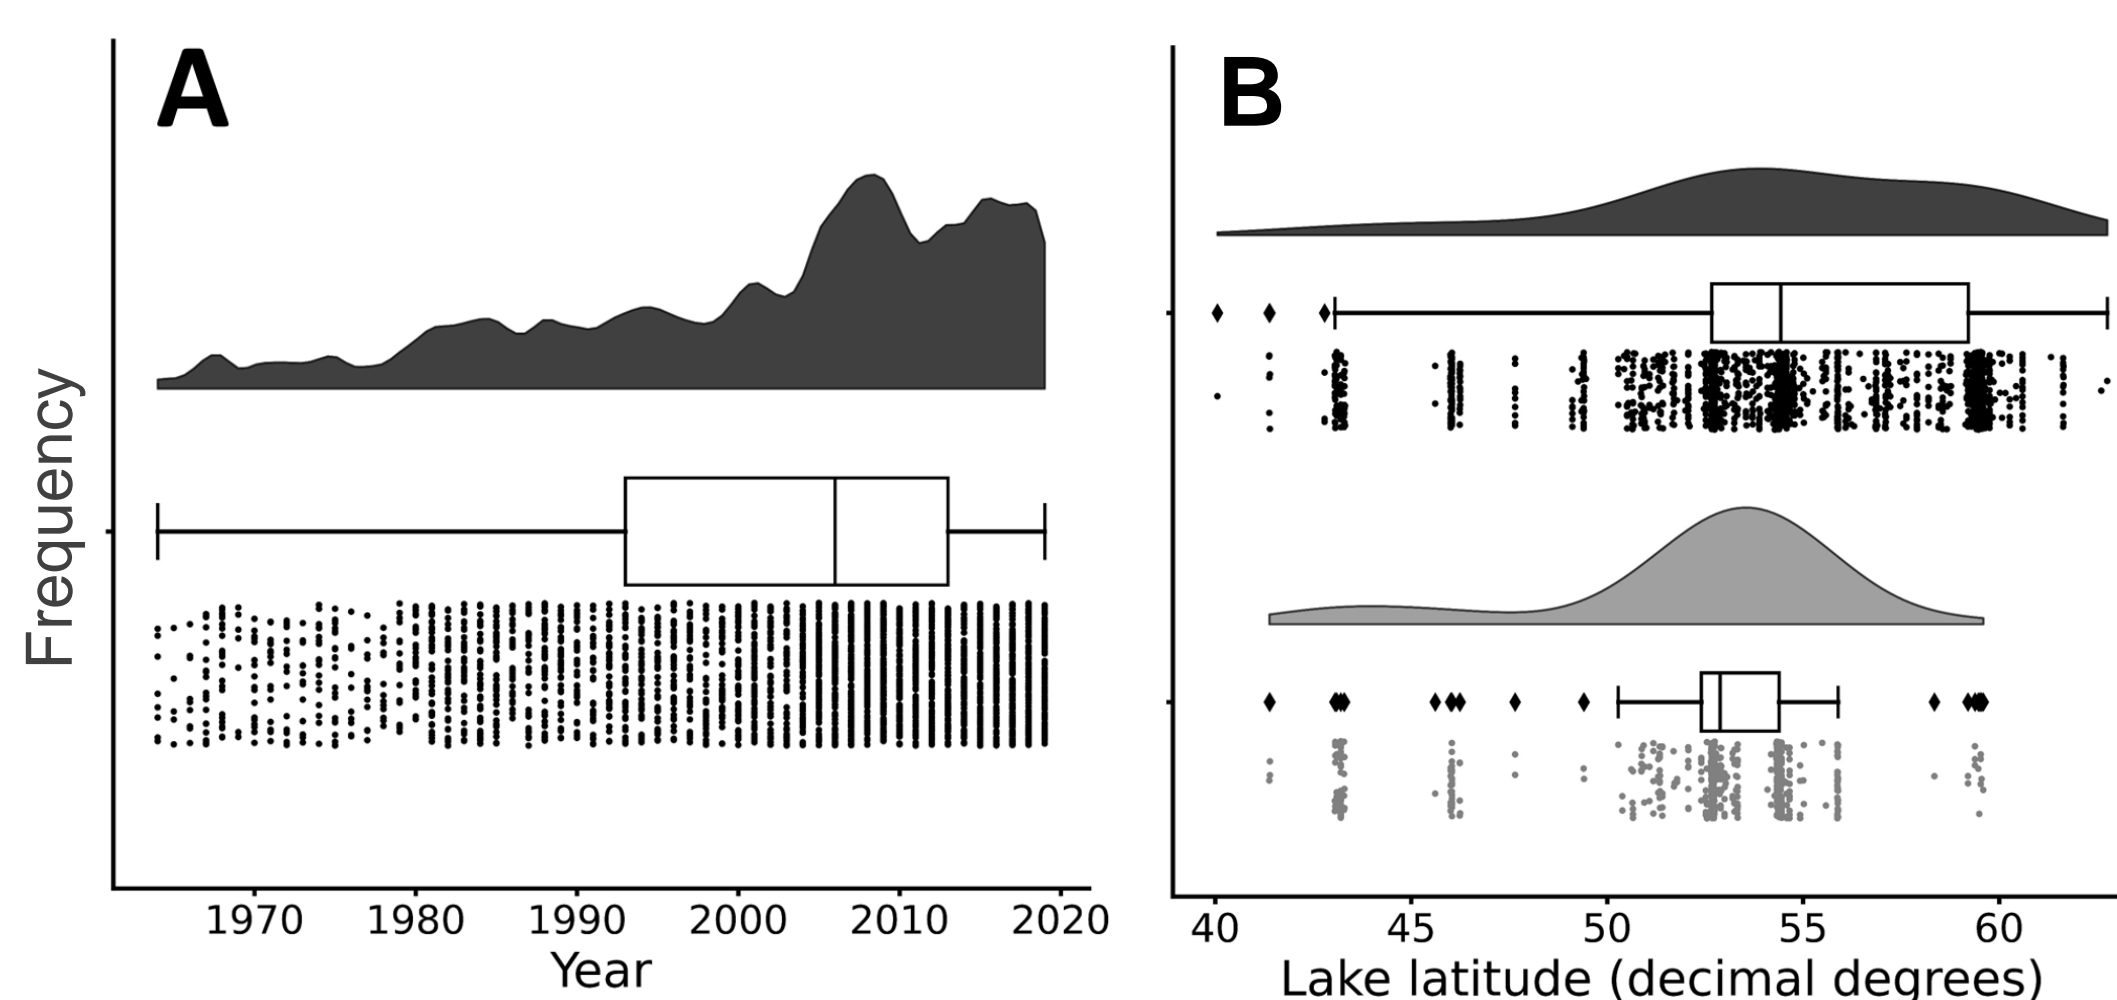 A
Frequency
1970 1980 1990 2000 2010 2020
Year
B
40 45 50 55 60
Lake latitude (decimal degrees)